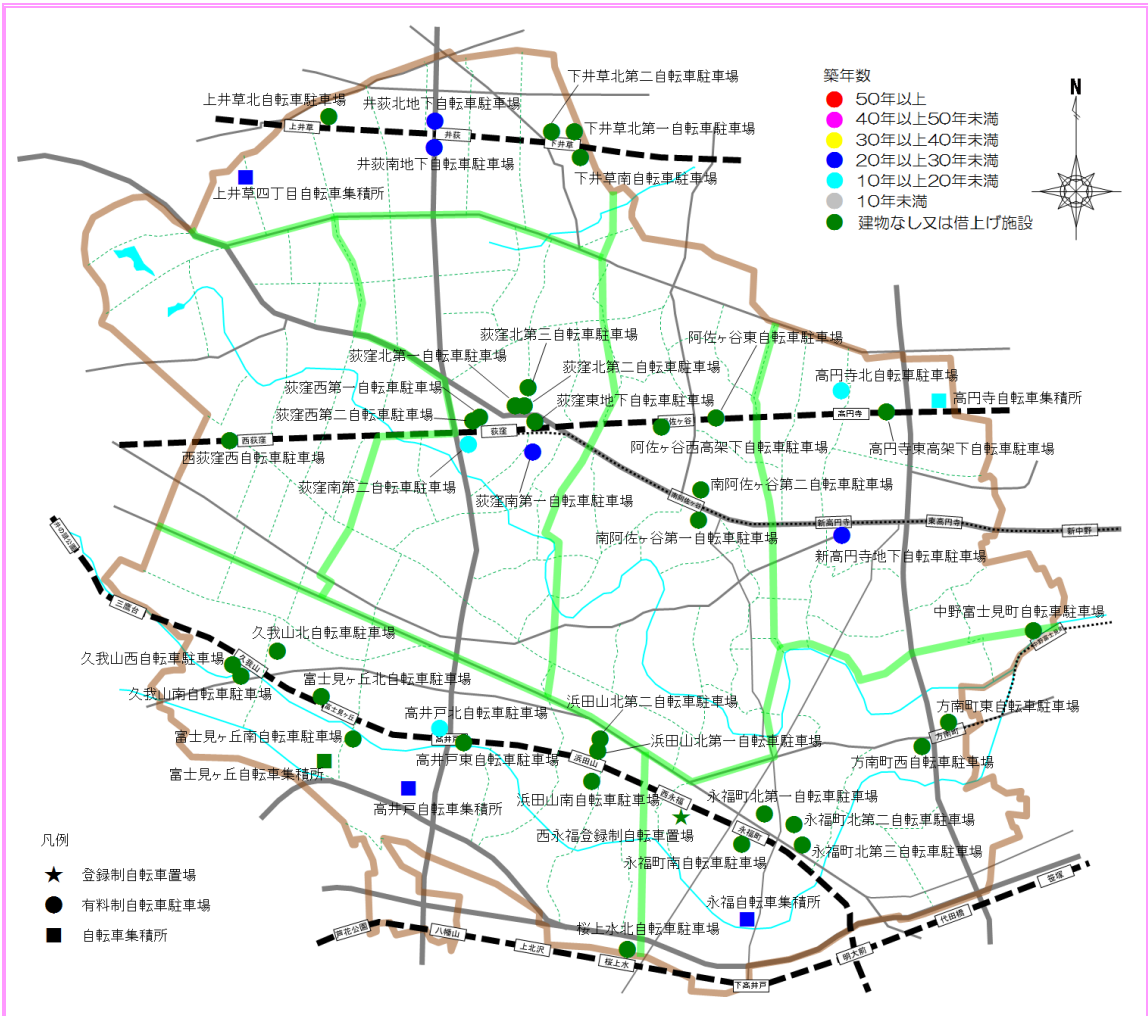 下井草北第二自転車駐車場
築年数
50年以上
40年以上50年未満
30年以上40年未満
20年以上30年未満
10年以上20年未満
10年未満
建物なし又は借上げ施設
N
上井草北自転車駐車場
井荻北地下自転車駐車場
下井草北第一自転車駐車場
上井草
井荻
下井草
井荻南地下自転車駐車場
下井草南自転車駐車場
上井草四丁目自転車集積所
荻窪北第三自転車駐車場
阿佐ヶ谷東自転車駐車場
荻窪北第一自転車駐車場
荻窪北第二自転車駐車場
高円寺北自転車駐車場
荻窪西第一自転車駐車場
荻窪東地下自転車駐車場
高円寺自転車集積所
荻窪西第二自転車駐車場
荻窪
阿佐ヶ谷
高円寺
西荻窪
西荻窪西自転車駐車場
阿佐ヶ谷西高架下自転車駐車場
高円寺東高架下自転車駐車場
荻窪南第二自転車駐車場
荻窪南第一自転車駐車場
南阿佐ヶ谷第二自転車駐車場
南阿佐ヶ谷
南阿佐ヶ谷第一自転車駐車場
新高円寺
東高円寺
新中野
新高円寺地下自転車駐車場
井の頭公園
三鷹台
中野富士見町自転車駐車場
中野富士見町
久我山北自転車駐車場
久我山西自転車駐車場
久我山
久我山南自転車駐車場
富士見ヶ丘北自転車駐車場
富士見ヶ丘
高井戸北自転車駐車場
浜田山北第二自転車駐車場
方南町東自転車駐車場
方南町
富士見ヶ丘南自転車駐車場
高井戸
高井戸東自転車駐車場
浜田山北第一自転車駐車場
浜田山
方南町西自転車駐車場
富士見ヶ丘自転車集積所
高井戸自転車集積所
浜田山南自転車駐車場
西永福
永福町北第一自転車駐車場
西永福登録制自転車置場
永福町
永福町北第二自転車駐車場
永福町南自転車駐車場
永福町北第三自転車駐車場
凡例
登録制自転車置場
有料制自転車駐車場
自転車集積所
永福自転車集積所
笹塚
代田橋
桜上水北自転車駐車場
芦花公園
八幡山
上北沢
桜上水
明大前
下高井戸